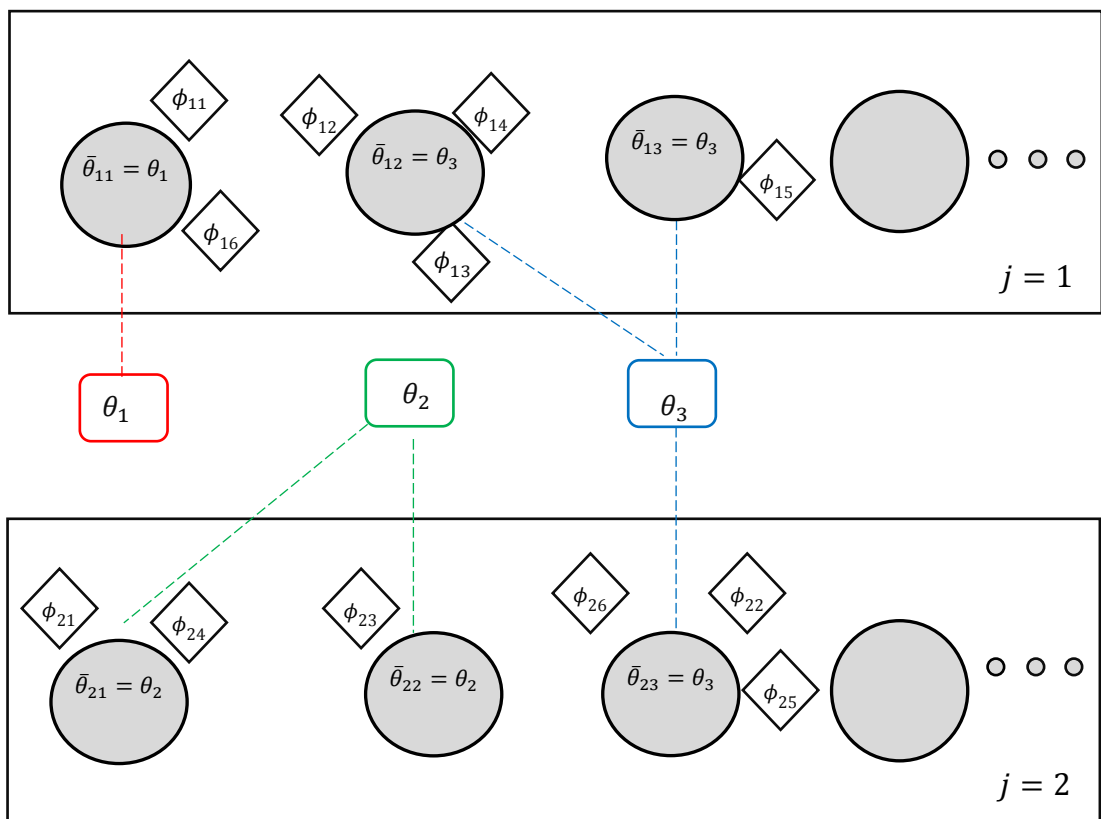 ϕ₁₁
ϕ₁₂
ϕ₁₄
θ̄₁₁ = θ₁
θ̄₁₂ = θ₃
θ̄₁₃ = θ₃
ϕ₁₅
ϕ₁₆
ϕ₁₃
j = 1
θ₁
θ₂
θ₃
ϕ₂₁
ϕ₂₄
ϕ₂₃
ϕ₂₆
ϕ₂₂
θ̄₂₁ = θ₂
θ̄₂₂ = θ₂
θ̄₂₃ = θ₃
ϕ₂₅
j = 2